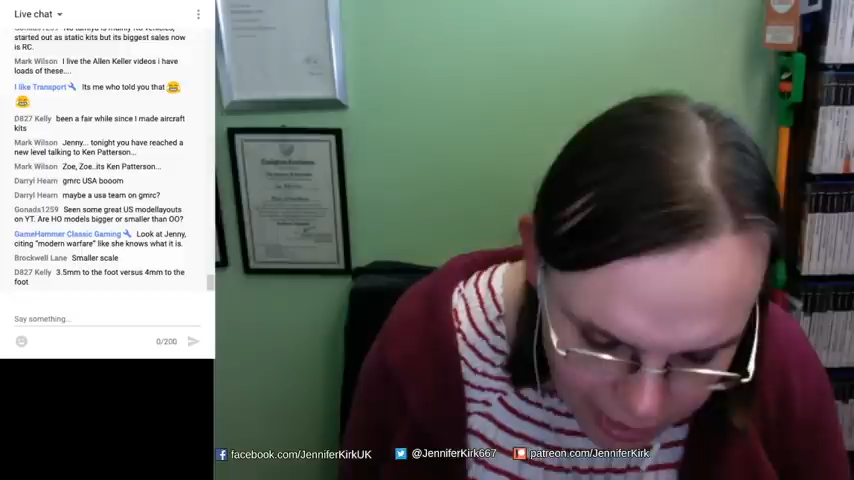 Live chat
started out as static kits but its biggest sales now
is RC.
Mark Wilson I live the Allen Keller videos i have
loads of these....
I like Transport Its me who told you that
D827 Kelly been a fair while since I made aircraft
kits
Mark Wilson Jenny... tonight you have reached a
new level talking to Ken Patterson...
Mark Wilson Zoe, Zoe..its Ken Patterson...
Darryl Hearn gmrc USA booom
Darryl Hearn maybe a usa team on gmrc?
Gonads1259 Seen some great US modellayouts
on YT. Are HO models bigger or smaller than OO?
GameHammer Classic Gaming Look at Jenny,
citing "modern warfare" like she knows what it is.
Brockwell Lane Smaller scale
D827 Kelly 3.5mm to the foot versus 4mm to the
foot
Say something...
0/200
facebook.com/JenniferKirkUK
@JenniferKirk667
patreon.com/JenniferKirk